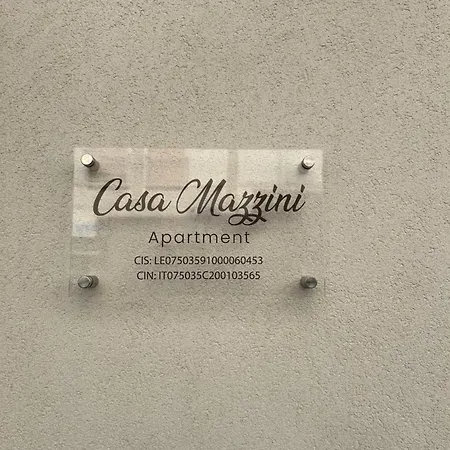 Casa Mazzini
Apartment
CIS: LE07503591000060453
CIN: IT075035C200103565